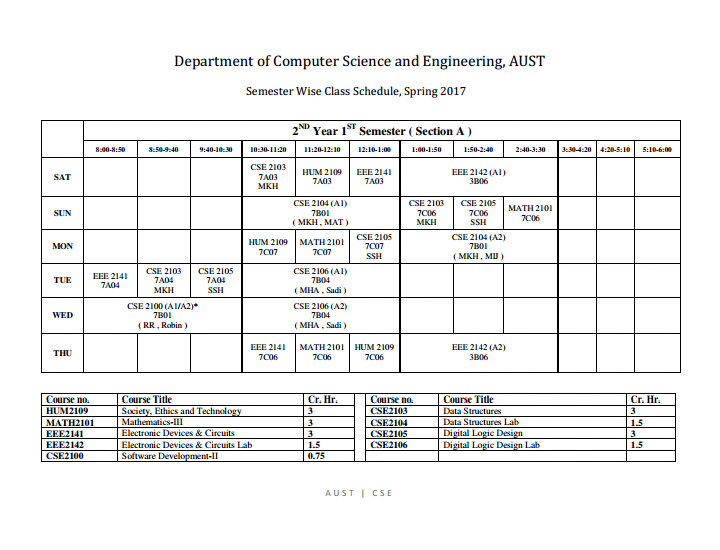 Department of Computer Science and Engineering, AUST
Semester Wise Class Schedule, Spring 2017
2ND Year 1ST Semester ( Section A )
8:00-8:50 8:50-9:40 9:40-10:30 10:30-11:20 11:20-12:10 12:10-1:00 1:00-1:50 1:50-2:40 2:40-3:30 3:30-4:20 4:20-5:10 5:10-6:00
SAT
CSE 2103
7A03
MKH
HUM 2109
7A03
EEE 2141
7A03
EEE 2142 (A1)
3B06
SUN
CSE 2104 (A1)
7B01
( MKH , MAT )
CSE 2103
7C06
MKH
CSE 2105
7C06
SSH
MATH 2101
7C06
MON
HUM 2109
7C07
MATH 2101
7C07
CSE 2105
7C07
SSH
CSE 2104 (A2)
7B01
( MKH , MIJ )
TUE
EEE 2141
7A04
CSE 2103
7A04
MKH
CSE 2105
7A04
SSH
CSE 2106 (A1)
7B04
( MHA , Sadi )
WED
CSE 2100 (A1/A2)*
7B01
( RR , Robin )
CSE 2106 (A2)
7B04
( MHA , Sadi )
THU
EEE 2141
7C06
MATH 2101
7C06
HUM 2109
7C06
EEE 2142 (A2)
3B06
Course no. Course Title Cr. Hr. Course no. Course Title Cr. Hr.
HUM2109 Society, Ethics and Technology 3 CSE2103 Data Structures 3
MATH2101 Mathematics-III 3 CSE2104 Data Structures Lab 1.5
EEE2141 Electronic Devices & Circuits 3 CSE2105 Digital Logic Design 3
EEE2142 Electronic Devices & Circuits Lab 1.5 CSE2106 Digital Logic Design Lab 1.5
CSE2100 Software Development-II 0.75
AUST | CSE